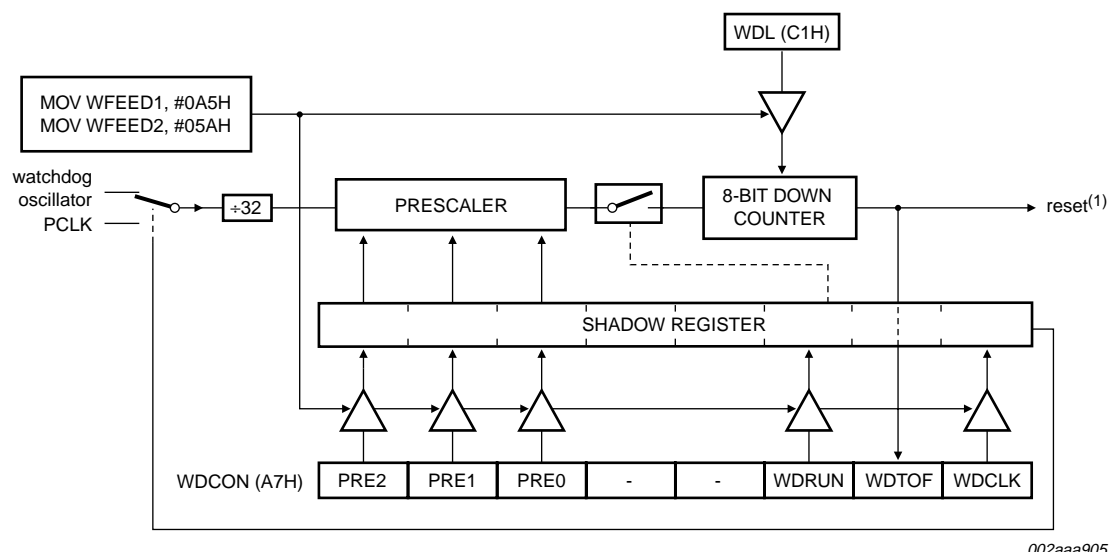 WDL (C1H)
MOV WFEED1, #0A5H
MOV WFEED2, #05AH
watchdog
oscillator
PCLK
÷32
PRESCALER
8-BIT DOWN
COUNTER
reset(1)
SHADOW REGISTER
WDCON (A7H)
PRE2
PRE1
PRE0
-
-
WDRUN
WDTOF
WDCLK
002aaa905